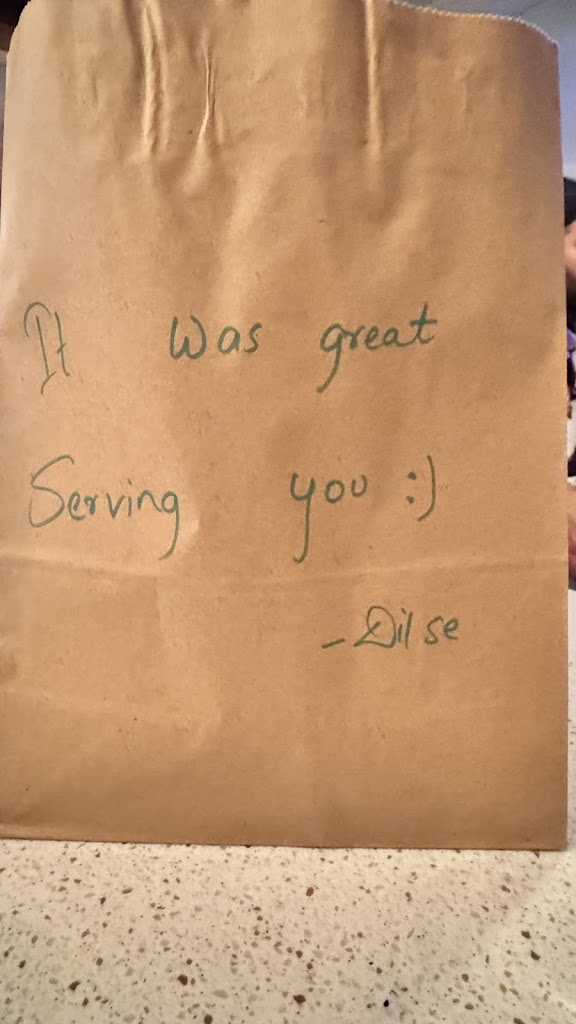 It Was great
Serving you :)
- Dil se